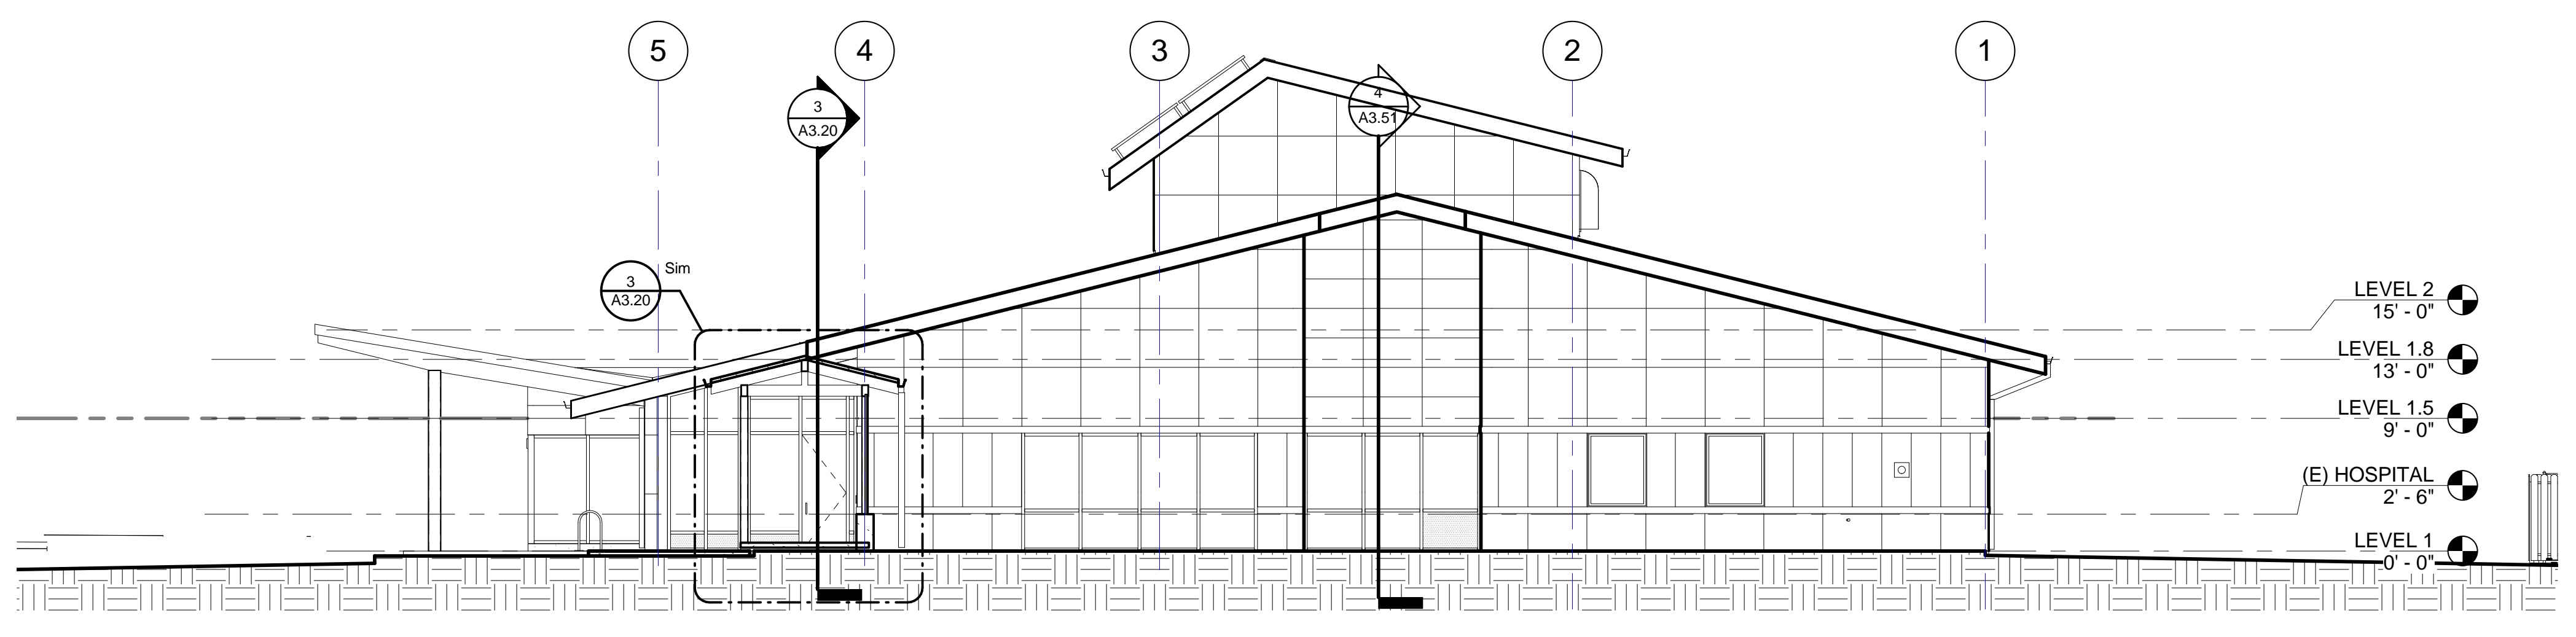 5
4
3
2
1
3
A3.20
4
A3.51
3
A3.20
Sim
LEVEL 2
15' - 0"
LEVEL 1.8
13' - 0"
LEVEL 1.5
9' - 0"
(E) HOSPITAL
2' - 6"
LEVEL 1
0' - 0"